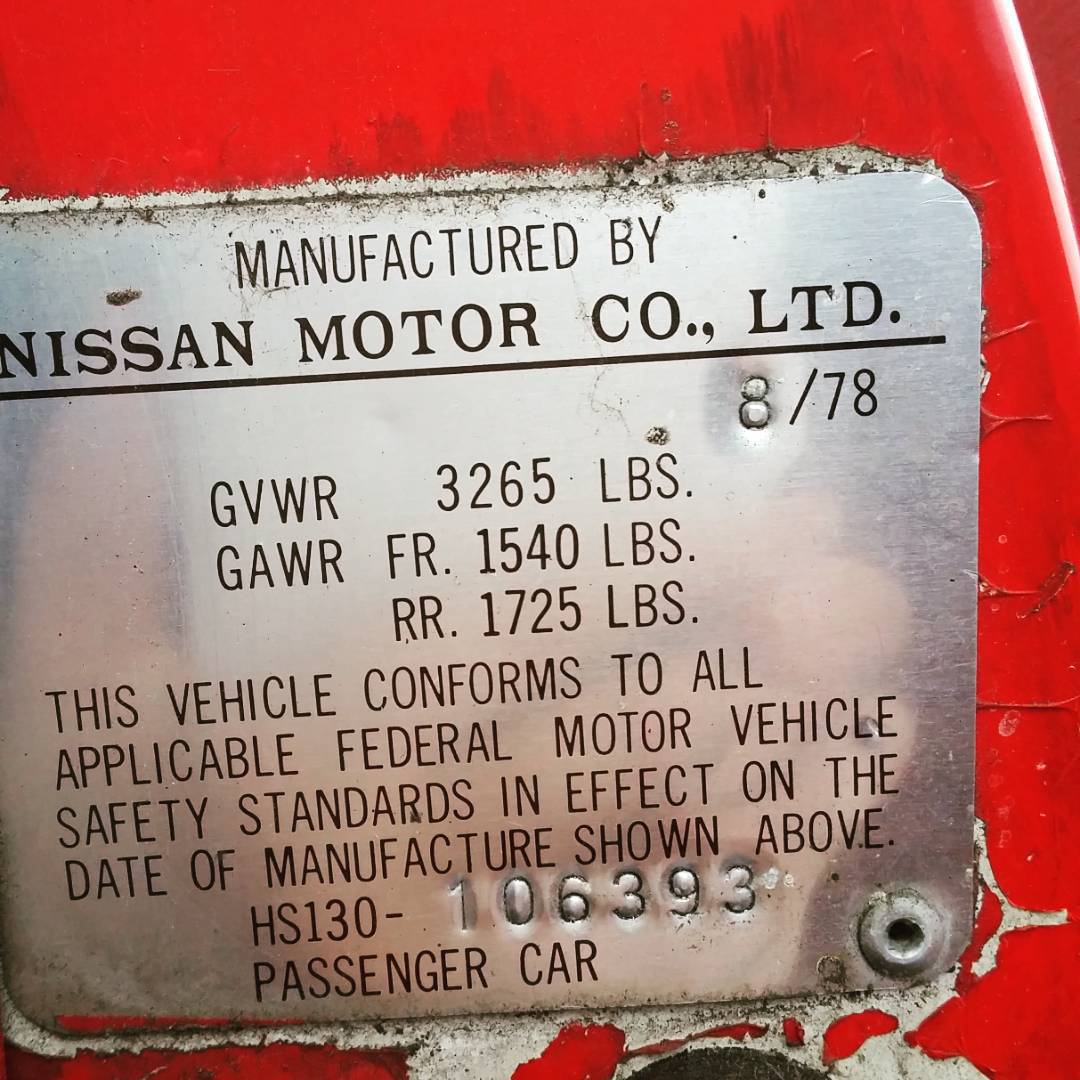 MANUFACTURED BY
NISSAN MOTOR CO., LTD.
8/78
GVWR 3265 LBS.
GAWR FR. 1540 LBS.
RR. 1725 LBS.
THIS VEHICLE CONFORMS TO ALL
APPLICABLE FEDERAL MOTOR VEHICLE
SAFETY STANDARDS IN EFFECT ON THE
DATE OF MANUFACTURE SHOWN ABOVE.
HS130- 106393
PASSENGER CAR